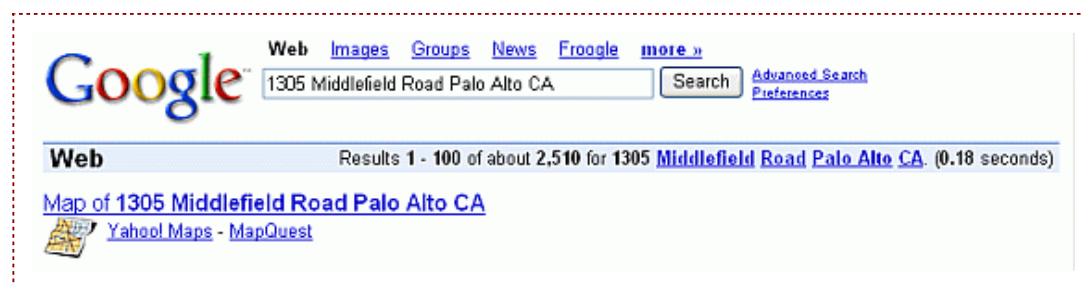 Google™
Web Images Groups News Froogle more »
1305 Middlefield Road Palo Alto CA Search Advanced Search
Preferences
Web Results 1 - 100 of about 2,510 for 1305 Middlefield Road Palo Alto CA. (0.18 seconds)
Map of 1305 Middlefield Road Palo Alto CA
Yahoo! Maps - MapQuest